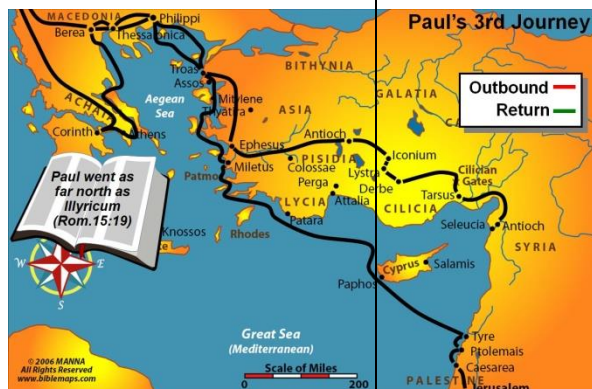 Paul's 3rd Journey
Outbound
Return
MACEDONIA
Philippi
Berea
Thessalonica
Troas
Assos
BITHYNIA
Aegean
Sea
Mitylene
Thyatira
ASIA
GALATIA
ACHAIA
Corinth
Athens
Ephesus
Antioch
Iconium
PISIDIA
Lystra
Cilician
Gates
Miletus
Colossae
Derbe
Perga
Tarsus
Attalia
CILICIA
LYCIA
Patara
Seleucia
Antioch
SYRIA
Rhodes
Knossos
Paul went as
far north as
Illyricum
(Rom.15:19)
W
E
S
Cyprus
Salamis
Paphos
Great Sea
(Mediterranean)
Tyre
Ptolemais
Caesarea
PALESTINE
Jerusalem
Scale of Miles
0
200
© 2006 MANNA
All Rights Reserved
www.biblemaps.com